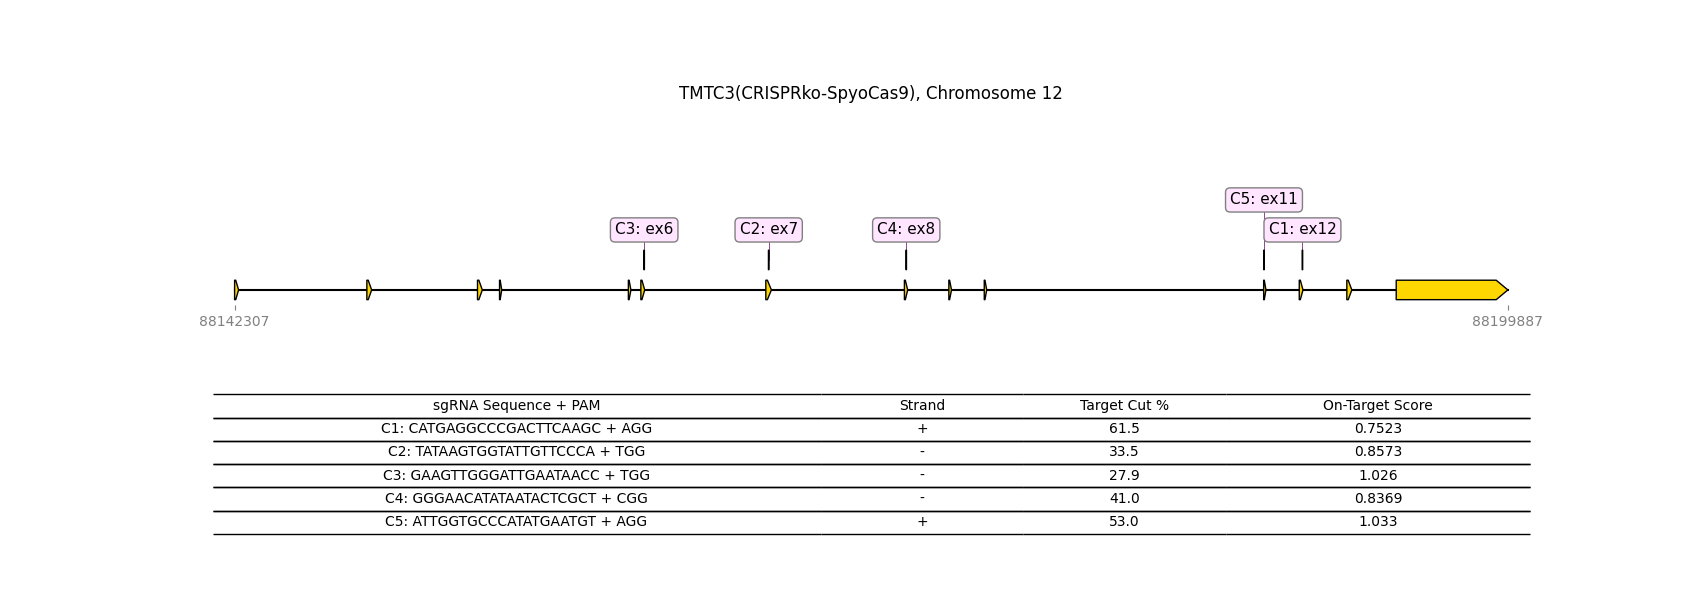 TMTC3(CRISPRko-SpyoCas9), Chromosome 12
C5: ex11
C3: ex6 C2: ex7 C4: ex8 C1: ex12
88142307 88199887
sgRNA Sequence + PAM Strand Target Cut % On-Target Score
C1: CATGAGGCCCGACTTCAAGC + AGG + 61.5 0.7523
C2: TATAAGTGGTATTGTTCCCA + TGG - 33.5 0.8573
C3: GAAGTTGGGATTGAATAACC + TGG - 27.9 1.026
C4: GGGAACATATAATACTCGCT + CGG - 41.0 0.8369
C5: ATTGGTGCCCATATGAATGT + AGG + 53.0 1.033